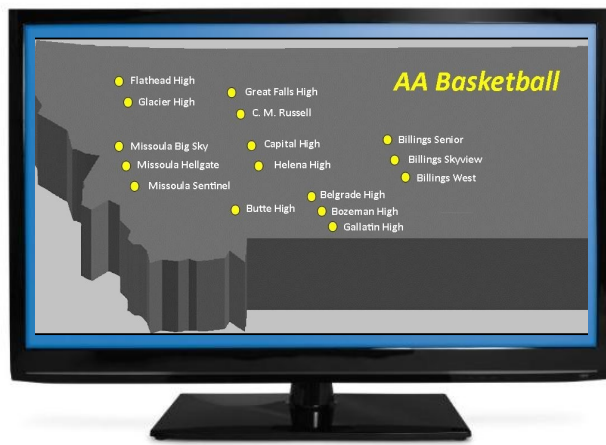 AA Basketball
Flathead High
Glacier High
Great Falls High
C. M. Russell
Missoula Big Sky
Missoula Hellgate
Missoula Sentinel
Capital High
Helena High
Butte High
Billings Senior
Billings Skyview
Billings West
Belgrade High
Bozeman High
Gallatin High